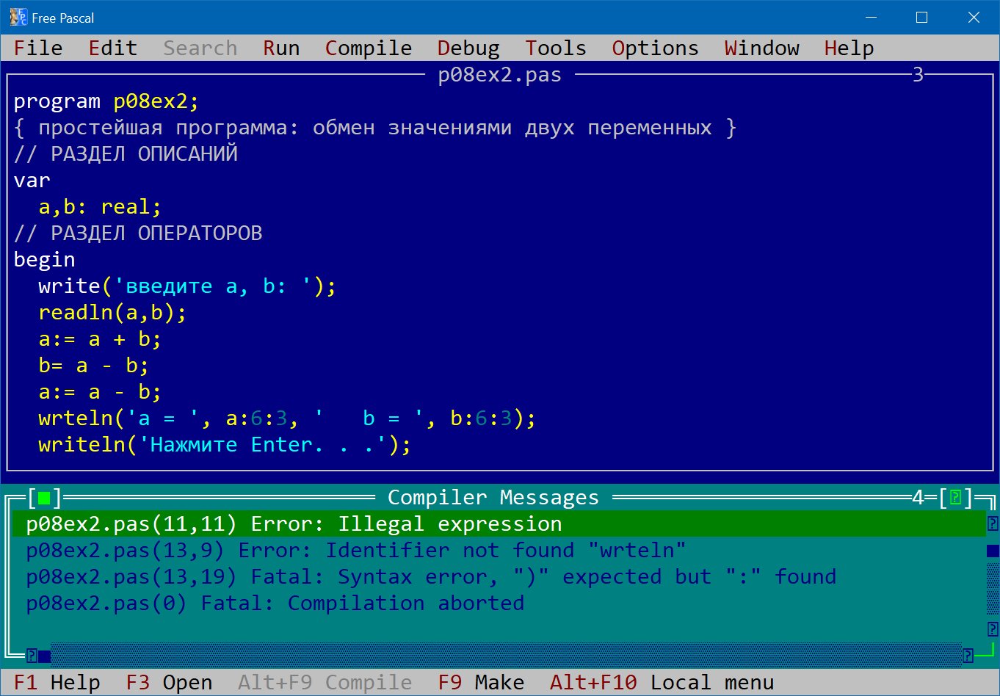 Free Pascal
File Edit Search Run Compile Debug Tools Options Window Help
p08ex2.pas 3
program p08ex2;
{ простейшая программа: обмен значениями двух переменных }
// РАЗДЕЛ ОПИСАНИЙ
var
  a,b: real;
// РАЗДЕЛ ОПЕРАТОРОВ
begin
  write('введите a, b: ');
  readln(a,b);
  a:= a + b;
  b= a - b;
  a:= a - b;
  wrteln('a = ', a:6:3, '   b = ', b:6:3);
  writeln('Нажмите Enter. . .');
Compiler Messages 4
p08ex2.pas(11,11) Error: Illegal expression
p08ex2.pas(13,9) Error: Identifier not found "wrteln"
p08ex2.pas(13,19) Fatal: Syntax error, ")" expected but ":" found
p08ex2.pas(0) Fatal: Compilation aborted
F1 Help F3 Open Alt+F9 Compile F9 Make Alt+F10 Local menu